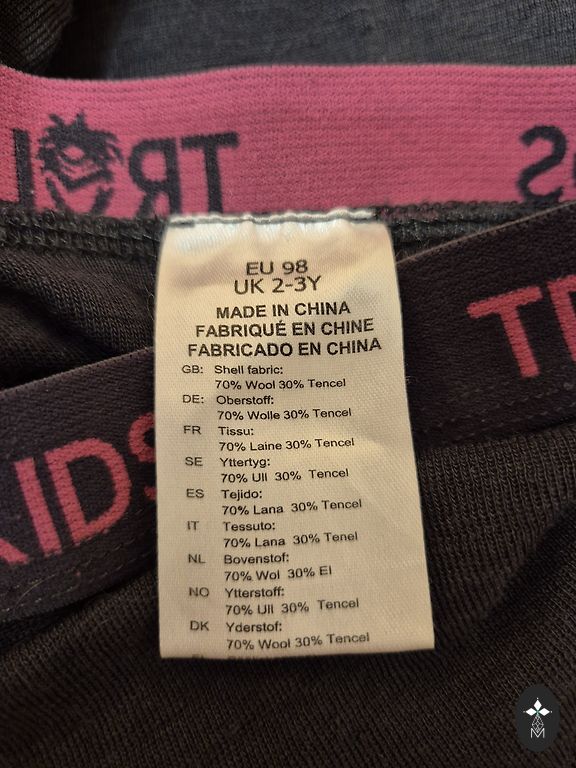 TRO
OS
TR
KIDS
EU 98
UK 2-3Y
MADE IN CHINA
FABRIQUÉ EN CHINE
FABRICADO EN CHINA
GB: Shell fabric:
70% Wool 30% Tencel
DE: Oberstoff:
70% Wolle 30% Tencel
FR Tissu:
70% Laine 30% Tencel
SE Yttertyg:
70% Ull 30% Tencel
ES Tejido:
70% Lana 30% Tencel
IT Tessuto:
70% Lana 30% Tenel
NL Bovenstof:
70% Wol 30% El
NO Ytterstoff:
70% Ull 30% Tencel
DK Yderstof:
70% Wool 30% Tencel
M